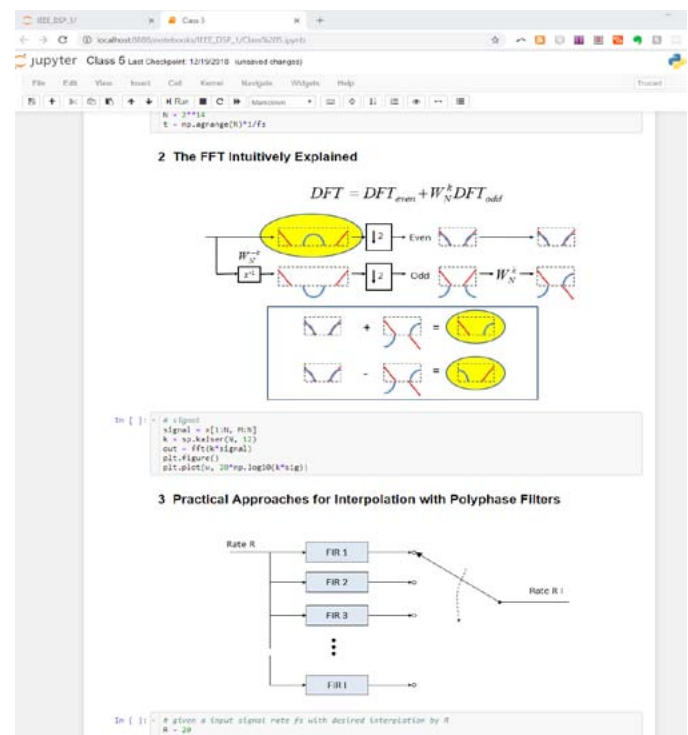 IEEE_DSP_1/
Class 5
localhost:8888/notebooks/IEEE_DSP_1/Class%205.ipynb
jupyter Class 5 Last Checkpoint: 12/19/2018 (unsaved changes)
File Edit View Insert Cell Kernel Navigate Widgets Help Trusted
Run Markdown
N = 2**14
t = np.agrange(N)*1/fs
2 The FFT Intuitively Explained
DFT = DFT_even + W_N^k DFT_odd
↓2 Even
W_N^-k
z^-1 ↓2 Odd W_N^k
+ =
- =
In [ ]: # signal
signal = x[1:N, M:N]
k = sp.kaiser(N, 12)
out = fft(k*signal)
plt.figure()
plt.plot(w, 20*np.log10(k*sig))
3 Practical Approaches for Interpolation with Polyphase Filters
Rate R
FIR 1
FIR 2
Rate R I
FIR 3
FIR I
In [ ]: # given a input signal rate fs with desired interplation by R
R = 20